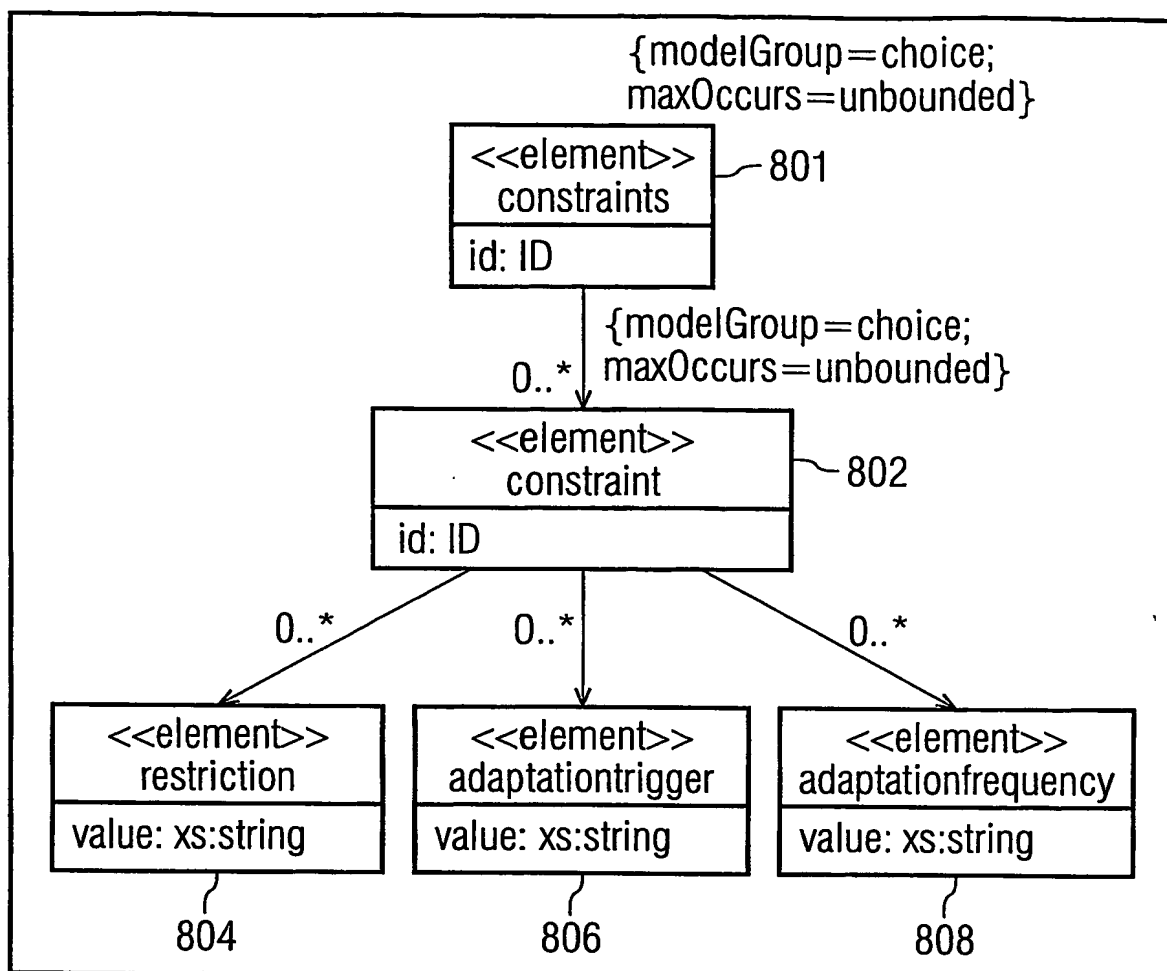 {modelGroup=choice;
maxOccurs=unbounded}
<<element>>
constraints
801
id: ID
{modelGroup=choice;
maxOccurs=unbounded}
0..*
<<element>>
constraint
802
id: ID
0..*
0..*
0..*
<<element>>
restriction
value: xs:string
804
<<element>>
adaptationtrigger
value: xs:string
806
<<element>>
adaptationfrequency
value: xs:string
808